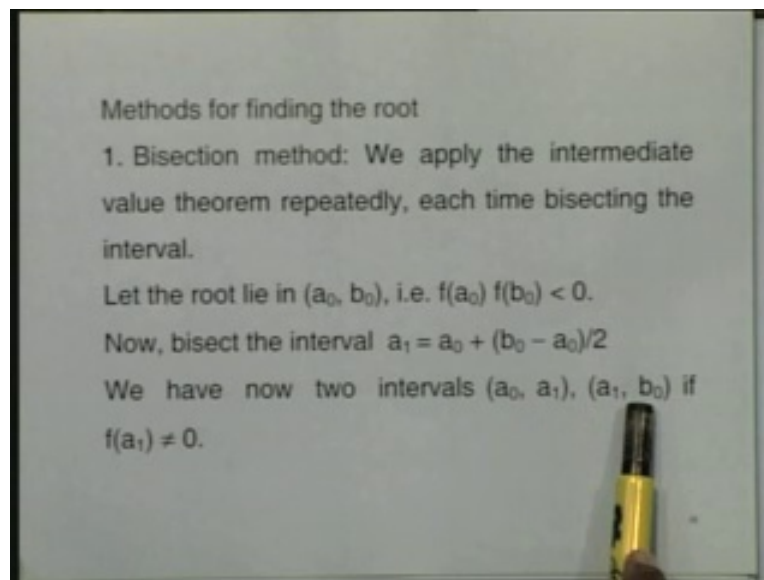 Methods for finding the root
1. Bisection method: We apply the intermediate
value theorem repeatedly, each time bisecting the
interval.
Let the root lie in (a₀, b₀), i.e. f(a₀) f(b₀) < 0.
Now, bisect the interval a₁ = a₀ + (b₀ – a₀)/2
We have now two intervals (a₀, a₁), (a₁, b₀) if
f(a₁) ≠ 0.